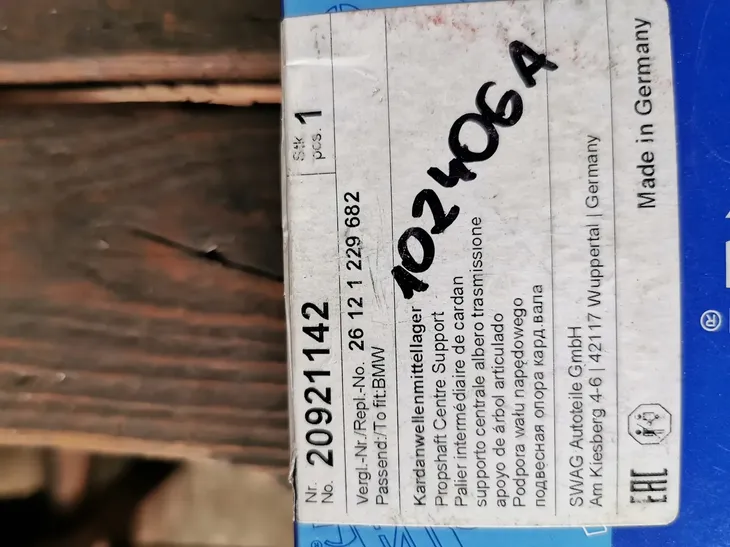 Nr.
No. 20921142
Stk
pcs. 1
Vergl.-Nr./Repl.-No. 26 12 1 229 682
Passend:/To fit:BMW
102406A
Kardanwellenmittellager
Propshaft Centre Support
Palier intermédiaire de cardan
supporto centrale albero trasmissione
apoyo de árbol articulado
Podpora wału napędowego
подвесная опора кард.вала
SWAG Autoteile GmbH
Am Kiesberg 4-6 | 42117 Wuppertal | Germany
EAC
Made in Germany
®